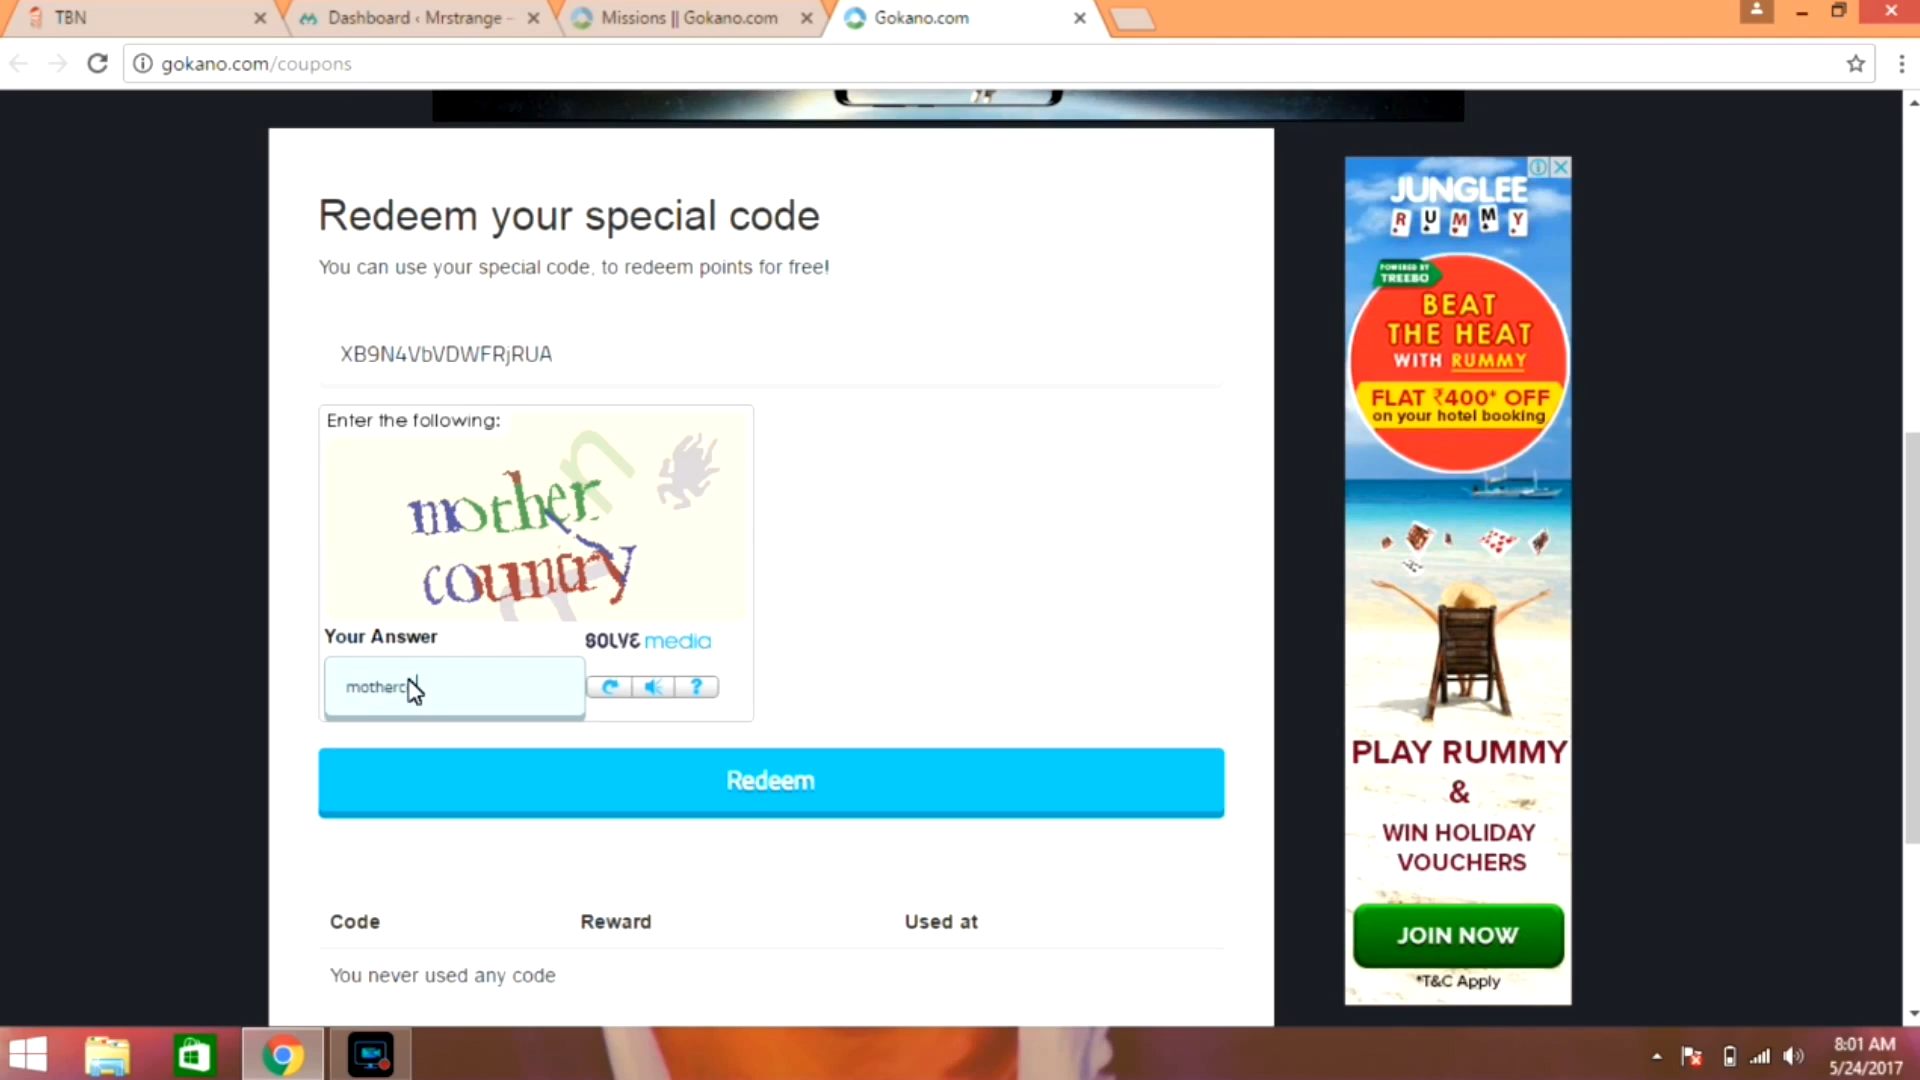 TBN
Dashboard ‹ Mrstrange -
Missions || Gokano.com
Gokano.com
gokano.com/coupons
Redeem your special code
You can use your special code, to redeem points for free!
XB9N4VbVDWFRjRUA
Enter the following:
mother
country
Your Answer
SOLVE media
motherc
?
Redeem
Code Reward Used at
You never used any code
JUNGLEE
RUMMY
POWERED BY
TREEBO
BEAT
THE HEAT
WITH RUMMY
FLAT ₹400* OFF
on your hotel booking
PLAY RUMMY
&
WIN HOLIDAY
VOUCHERS
JOIN NOW
*T&C Apply
8:01 AM
5/24/2017